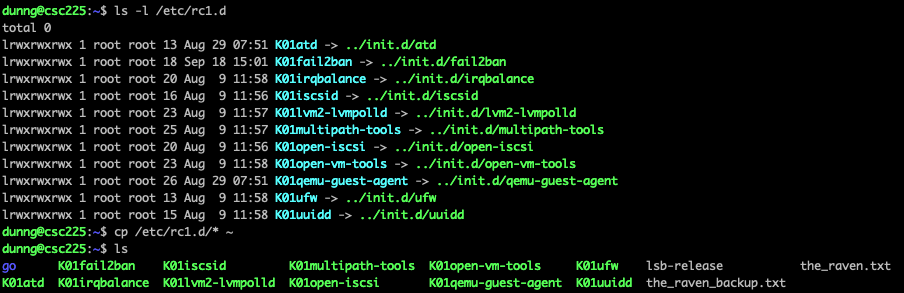 dunng@csc225:~$ ls -l /etc/rc1.d
total 0
lrwxrwxrwx 1 root root 13 Aug 29 07:51 K01atd -> ../init.d/atd
lrwxrwxrwx 1 root root 18 Sep 18 15:01 K01fail2ban -> ../init.d/fail2ban
lrwxrwxrwx 1 root root 20 Aug  9 11:58 K01irqbalance -> ../init.d/irqbalance
lrwxrwxrwx 1 root root 16 Aug  9 11:56 K01iscsid -> ../init.d/iscsid
lrwxrwxrwx 1 root root 23 Aug  9 11:57 K01lvm2-lvmpolld -> ../init.d/lvm2-lvmpolld
lrwxrwxrwx 1 root root 25 Aug  9 11:57 K01multipath-tools -> ../init.d/multipath-tools
lrwxrwxrwx 1 root root 20 Aug  9 11:56 K01open-iscsi -> ../init.d/open-iscsi
lrwxrwxrwx 1 root root 23 Aug  9 11:58 K01open-vm-tools -> ../init.d/open-vm-tools
lrwxrwxrwx 1 root root 26 Aug 29 07:51 K01qemu-guest-agent -> ../init.d/qemu-guest-agent
lrwxrwxrwx 1 root root 13 Aug  9 11:58 K01ufw -> ../init.d/ufw
lrwxrwxrwx 1 root root 15 Aug  9 11:58 K01uuidd -> ../init.d/uuidd
dunng@csc225:~$ cp /etc/rc1.d/* ~
dunng@csc225:~$ ls
go      K01fail2ban    K01iscsid         K01multipath-tools  K01open-vm-tools      K01ufw     lsb-release            the_raven.txt
K01atd  K01irqbalance  K01lvm2-lvmpolld  K01open-iscsi       K01qemu-guest-agent  K01uuidd  the_raven_backup.txt